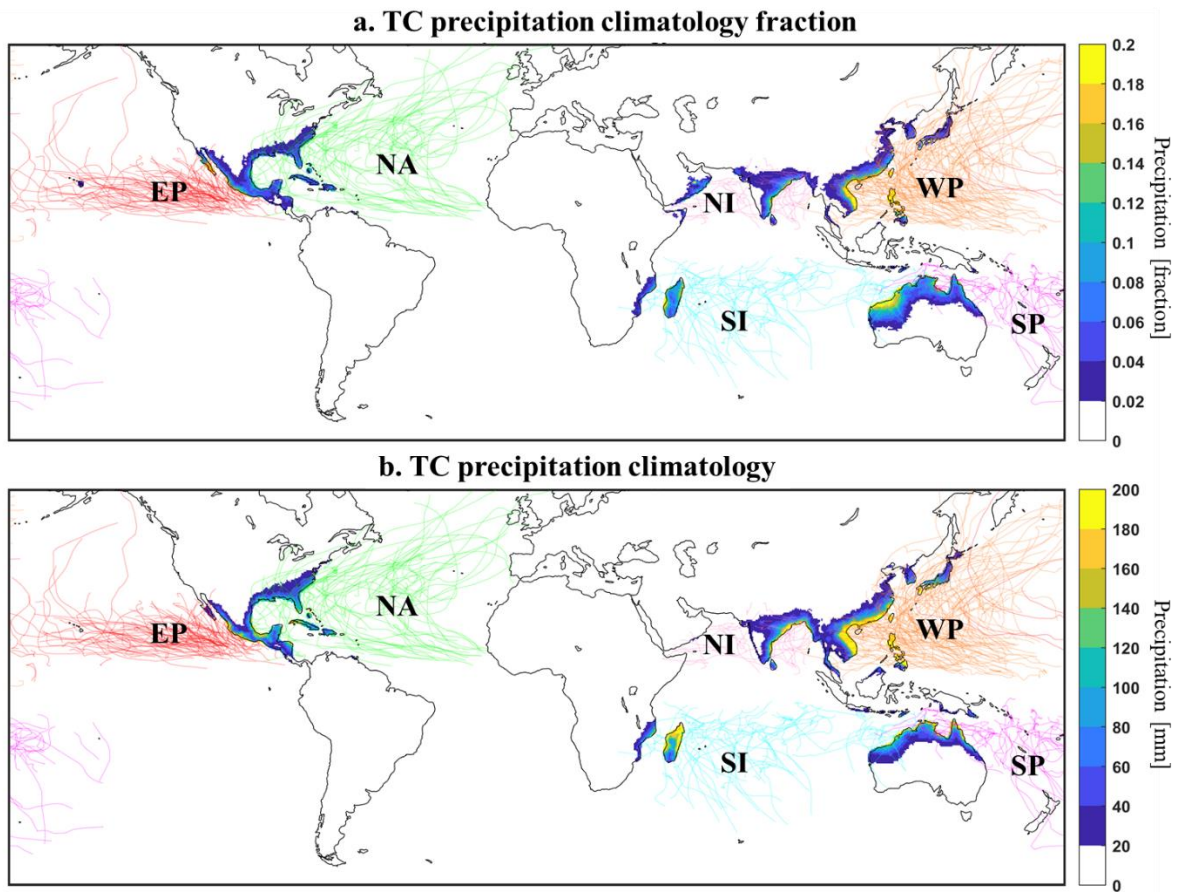 a. TC precipitation climatology fraction
EP
NA
NI
WP
SI
SP
0.2
0.18
0.16
0.14
0.12
0.1
0.08
0.06
0.04
0.02
0
Precipitation [fraction]
b. TC precipitation climatology
EP
NA
NI
WP
SI
SP
200
180
160
140
120
100
80
60
40
20
0
Precipitation [mm]